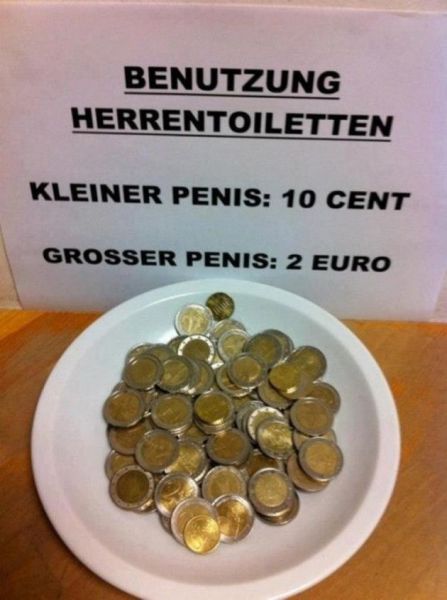 BENUTZUNG
HERRENTOILETTEN
KLEINER PENIS: 10 CENT
GROSSER PENIS: 2 EURO